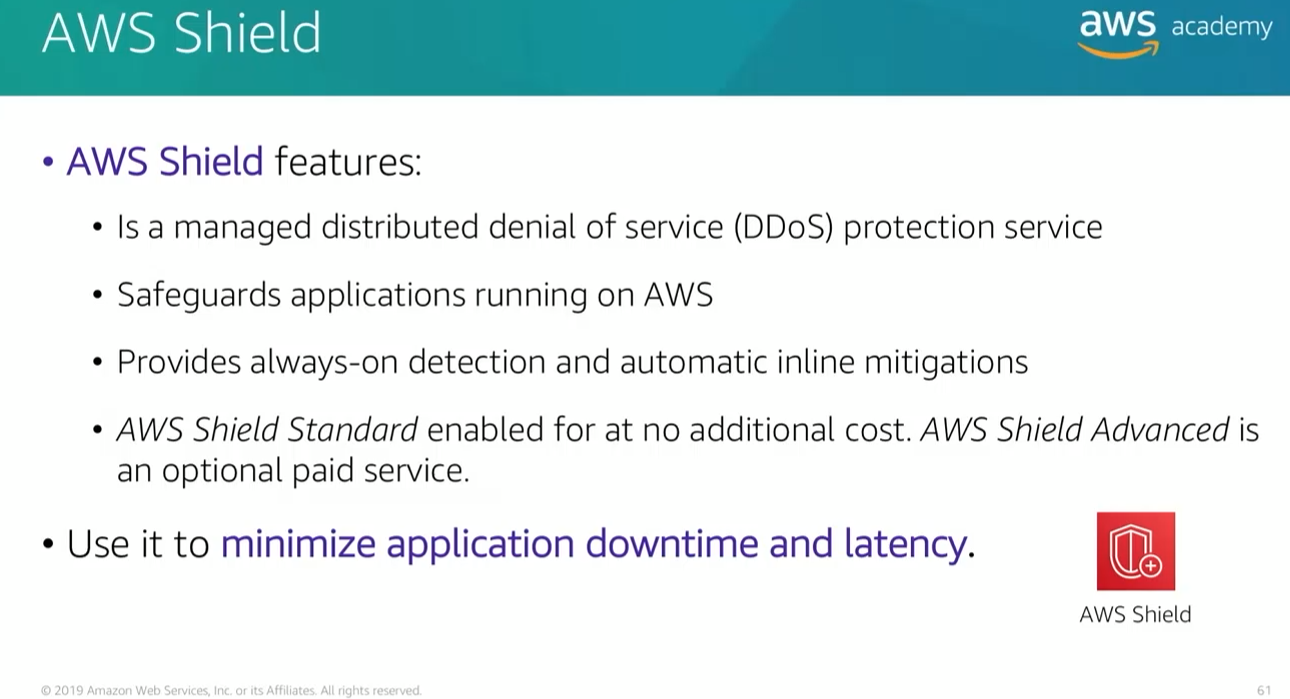 AWS Shield
aws academy
• AWS Shield features:
• Is a managed distributed denial of service (DDoS) protection service
• Safeguards applications running on AWS
• Provides always-on detection and automatic inline mitigations
• AWS Shield Standard enabled for at no additional cost. AWS Shield Advanced is
an optional paid service.
• Use it to minimize application downtime and latency.
AWS Shield
© 2019 Amazon Web Services, Inc. or its Affiliates. All rights reserved.
61